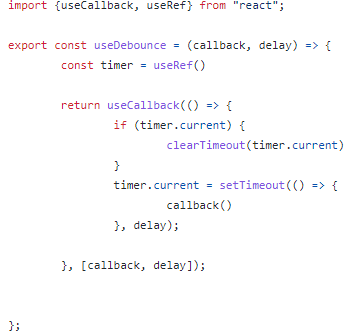 import {useCallback, useRef} from "react";
export const useDebounce = (callback, delay) => {
const timer = useRef()
return useCallback(() => {
if (timer.current) {
clearTimeout(timer.current)
}
timer.current = setTimeout(() => {
callback()
}, delay);
}, [callback, delay]);
};